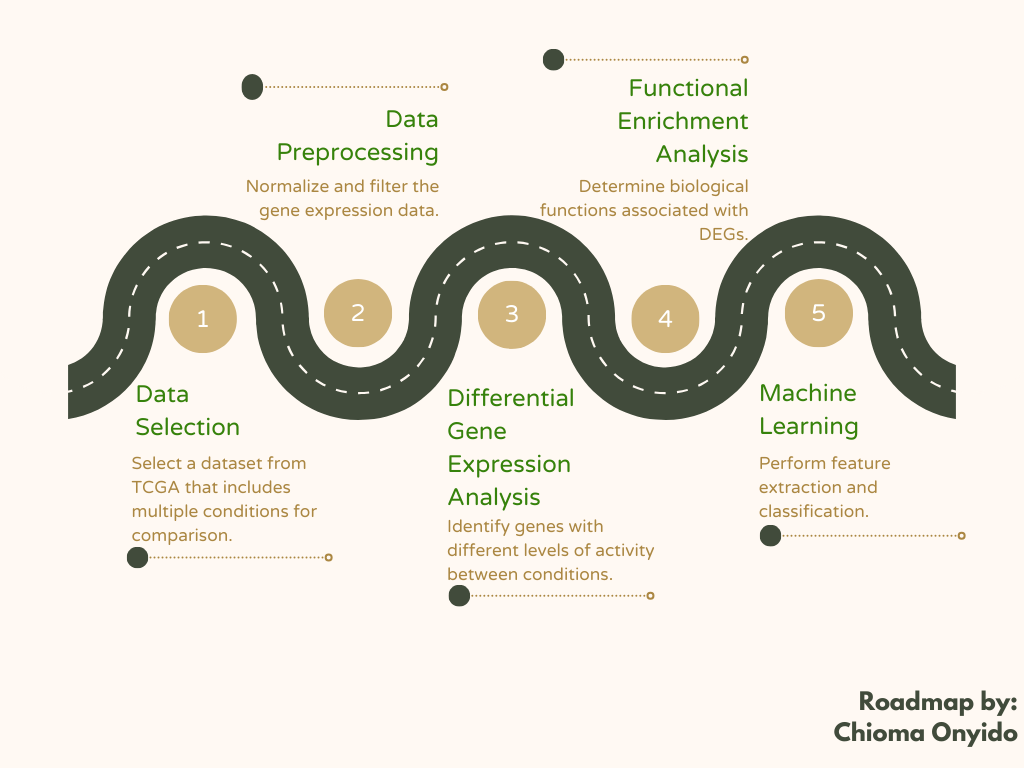 Data
Preprocessing
Normalize and filter the
gene expression data.
Functional
Enrichment
Analysis
Determine biological
functions associated with
DEGs.
1
2
3
4
5
Data
Selection
Select a dataset from
TCGA that includes
multiple conditions for
comparison.
Differential
Gene
Expression
Analysis
Identify genes with
different levels of activity
between conditions.
Machine
Learning
Perform feature
extraction and
classification.
Roadmap by:
Chioma Onyido